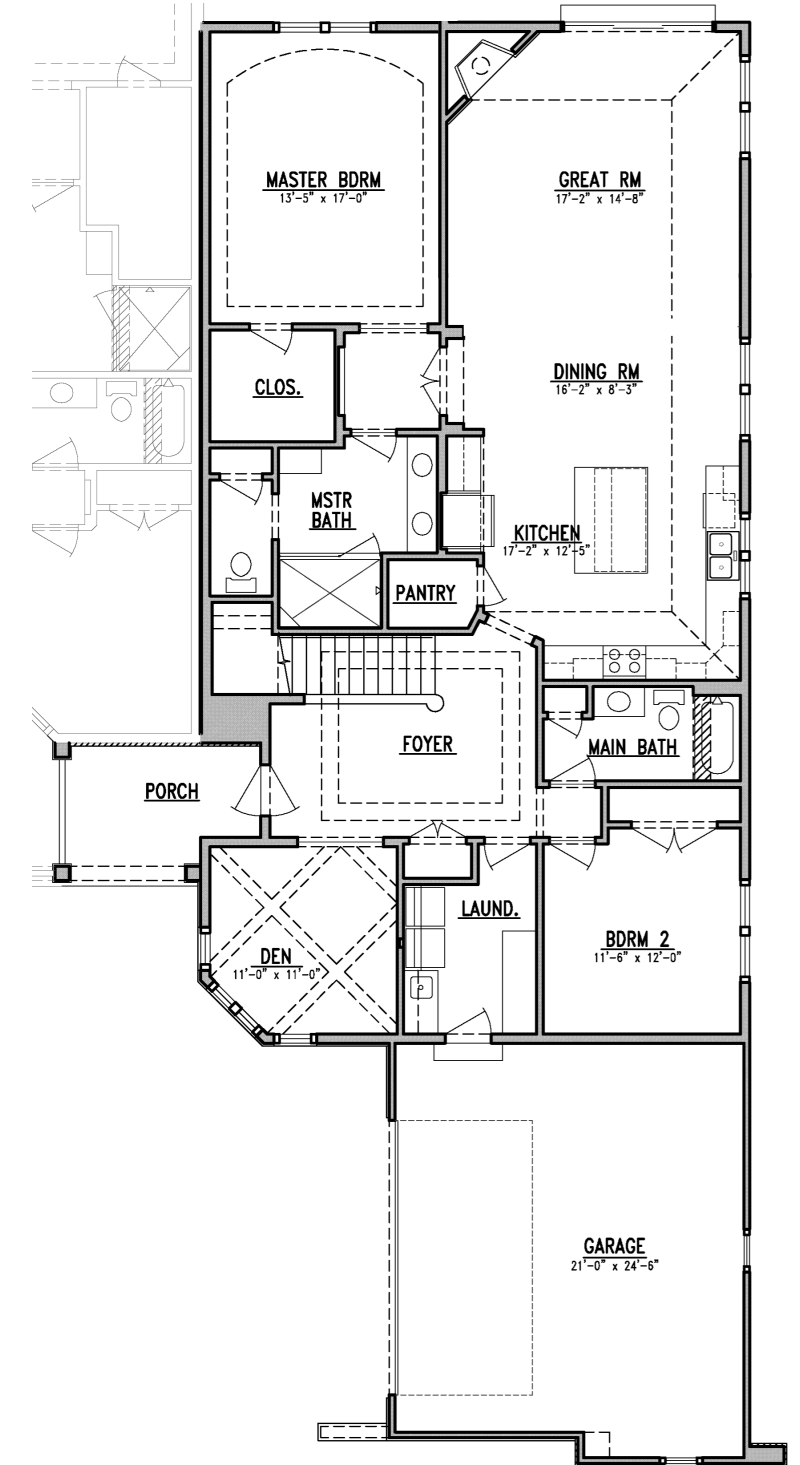 MASTER BDRM
13'-5" x 17'-0"
GREAT RM
17'-2" x 14'-8"
CLOS.
DINING RM
16'-2" x 8'-3"
MSTR
BATH
KITCHEN
17'-2" x 12'-5"
PANTRY
FOYER
MAIN BATH
PORCH
LAUND.
DEN
11'-0" x 11'-0"
BDRM 2
11'-6" x 12'-0"
GARAGE
21'-0" x 24'-6"